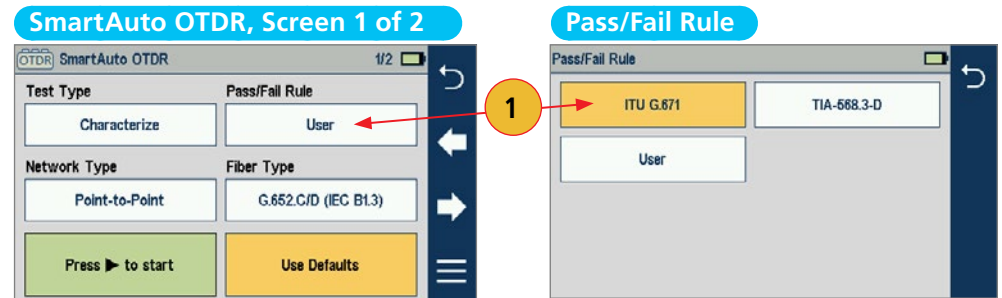 SmartAuto OTDR, Screen 1 of 2
OTDR SmartAuto OTDR 1/2
Test Type Pass/Fail Rule
Characterize User
Network Type Fiber Type
Point-to-Point G.652.C/D (IEC B1.3)
Press ▶ to start Use Defaults
1
Pass/Fail Rule
Pass/Fail Rule
ITU G.671 TIA-568.3-D
User